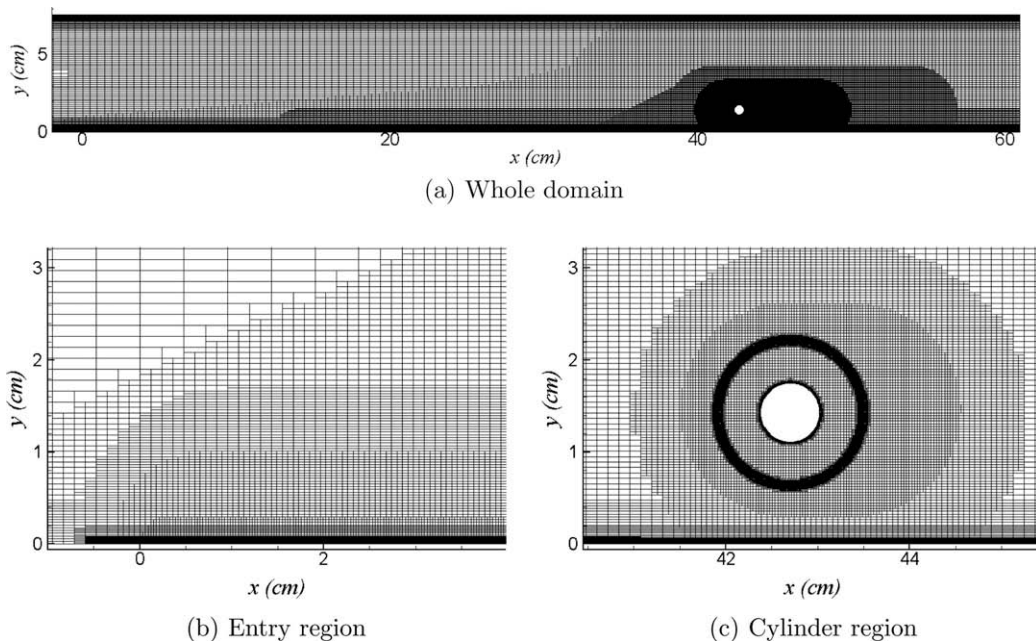 y (cm)
5
0
0
20
40
60
x (cm)
(a) Whole domain
3
2
1
0
y (cm)
0
2
x (cm)
(b) Entry region
3
2
1
0
y (cm)
42
44
x (cm)
(c) Cylinder region